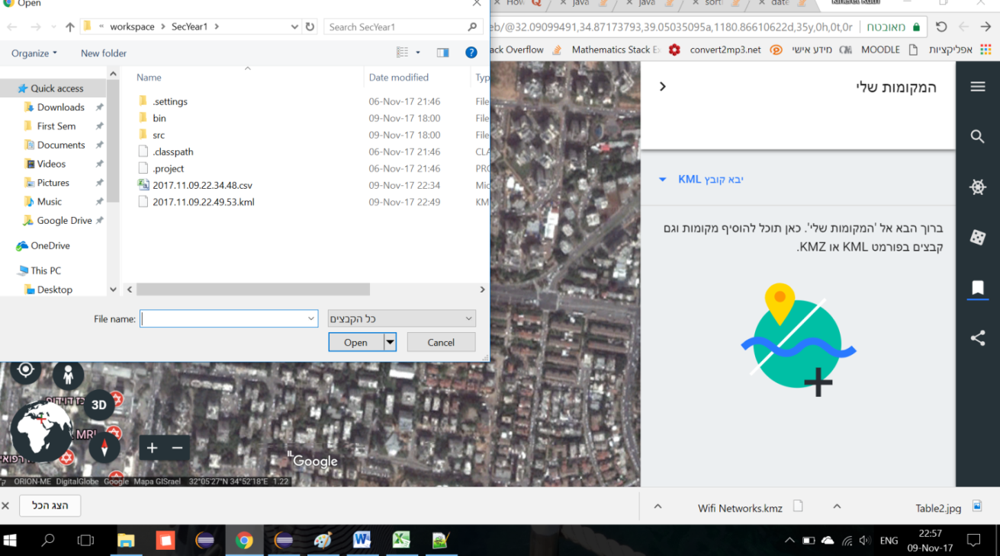 Open
workspace
SecYear1
Search SecYear1
Organize
New folder
Name
Date modified
Quick access
Downloads
First Sem
Documents
Videos
Pictures
Music
Google Drive
OneDrive
This PC
Desktop
.settings 06-Nov-17 21:46 File
bin 09-Nov-17 18:00 File
src 09-Nov-17 18:00 File
.classpath 06-Nov-17 21:46 CLA
.project 06-Nov-17 21:46 PRO
2017.11.09.22.34.48.csv 09-Nov-17 22:34 Mic
2017.11.09.22.49.53.kml 09-Nov-17 22:49 KM
File name:
כל הקבצים
Open
Cancel
How
java
java
sorti
date
eb/@32.09099491,34.87173793,39.05035095a,1180.86610622d,35y,0h,0t,0r
מאובטח
ack Overflow
Mathematics Stack Ex
convert2mp3.net
מידע אישי
MOODLE
אפליקציות
המקומות שלי
יבא קובץ KML
ברוך הבא אל 'המקומות שלי'. כאן תוכל להוסיף מקומות וגם
קבצים בפורמט KML או KMZ.
3D
MRI
Google
ORION-ME DigitalGlobe Google Mapa GISrael 32°05'27"N 34°52'18"E 1.22
הצג הכל
Wifi Networks.kmz
Table2.jpg
ENG
22:57
09-Nov-17